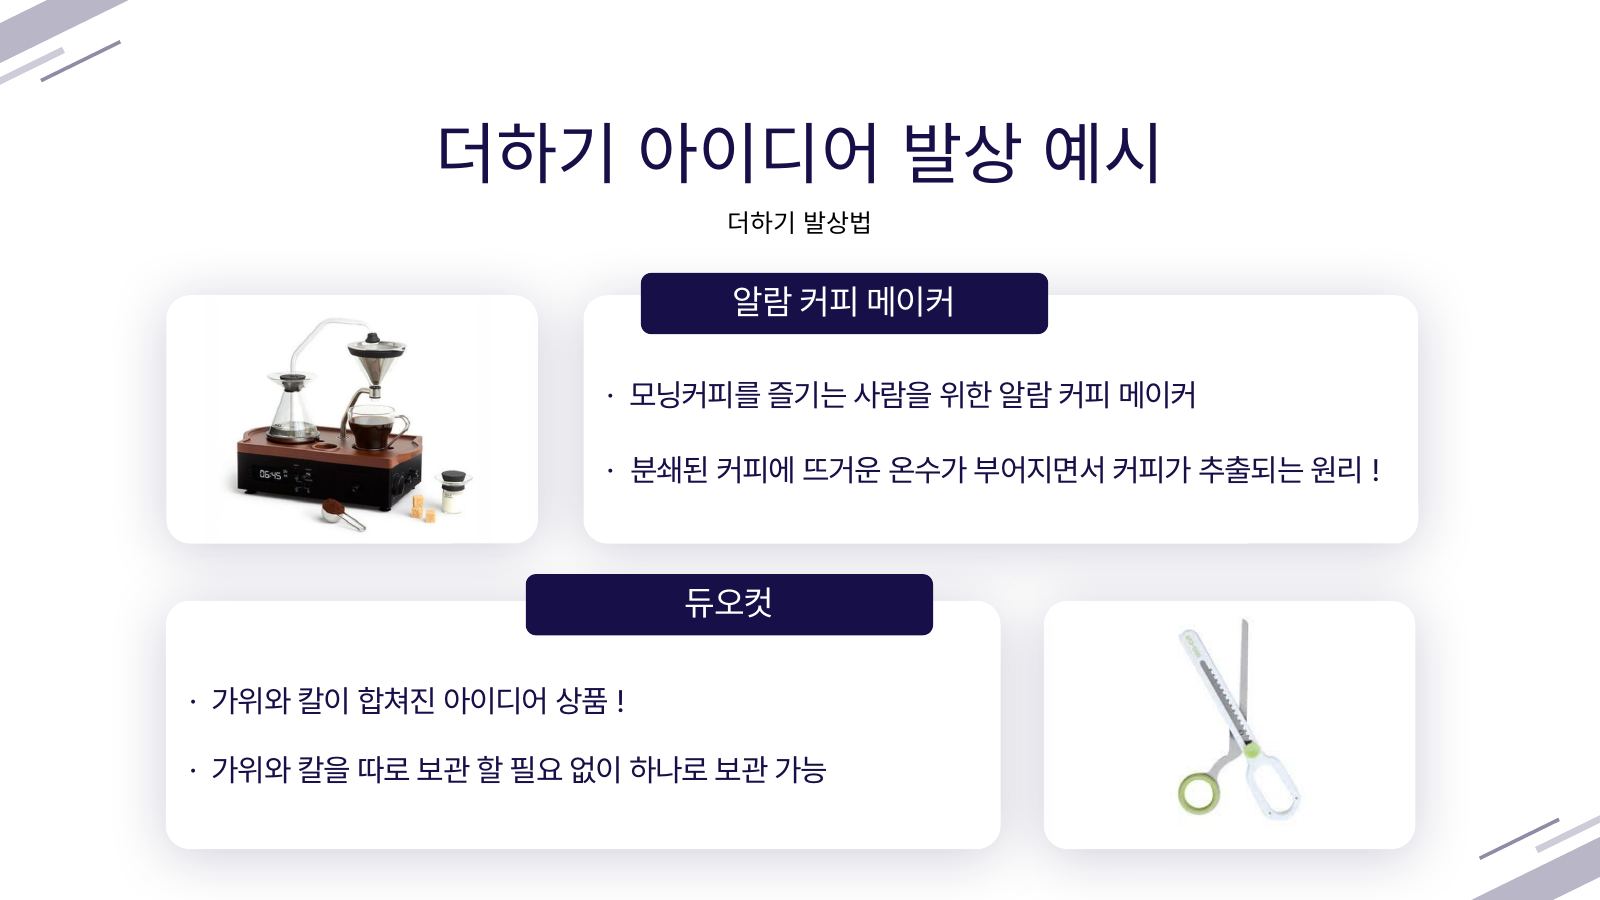 더하기 아이디어 발상 예시
더하기 발상법
알람 커피 메이커
· 모닝커피를 즐기는 사람을 위한 알람 커피 메이커
· 분쇄된 커피에 뜨거운 온수가 부어지면서 커피가 추출되는 원리 !
06:45
듀오컷
· 가위와 칼이 합쳐진 아이디어 상품 !
· 가위와 칼을 따로 보관 할 필요 없이 하나로 보관 가능